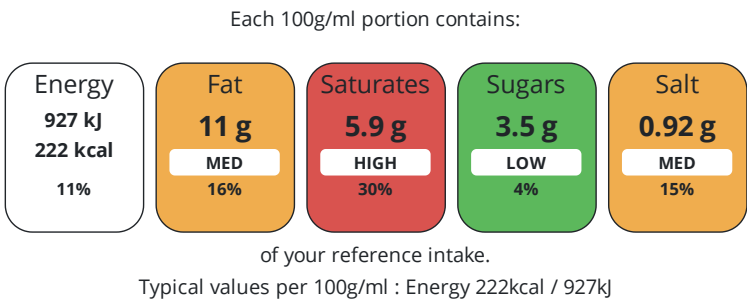 Each 100g/ml portion contains:
Energy
927 kJ
222 kcal
11%
Fat
11 g
MED
16%
Saturates
5.9 g
HIGH
30%
Sugars
3.5 g
LOW
4%
Salt
0.92 g
MED
15%
of your reference intake.
Typical values per 100g/ml : Energy 222kcal / 927kJ